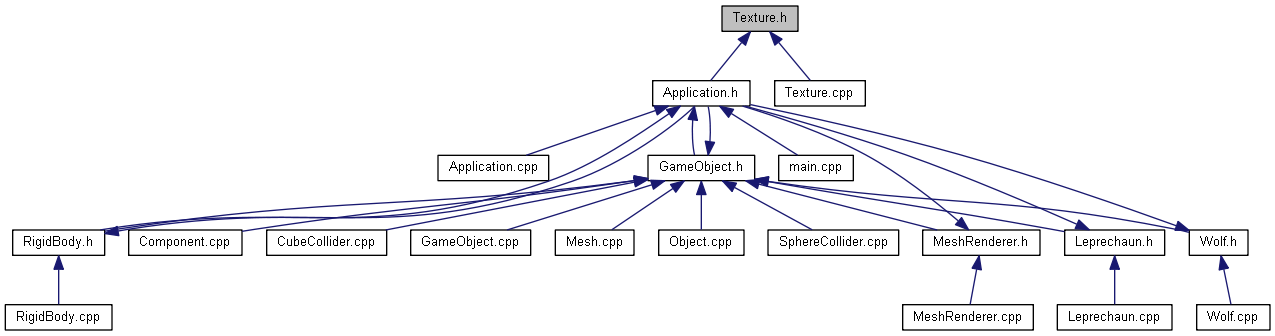 Texture.h
Application.h
Texture.cpp
Application.cpp
GameObject.h
main.cpp
RigidBody.h
Component.cpp
CubeCollider.cpp
GameObject.cpp
Mesh.cpp
Object.cpp
SphereCollider.cpp
MeshRenderer.h
Leprechaun.h
Wolf.h
RigidBody.cpp
MeshRenderer.cpp
Leprechaun.cpp
Wolf.cpp